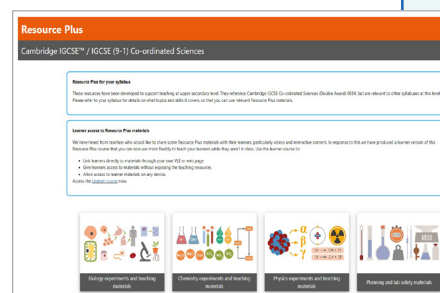 Resource Plus
Cambridge IGCSE™ / IGCSE (9-1) Co-ordinated Sciences
Resource Plus for your syllabus
These resources have been developed to support teaching at upper secondary level. They reference Cambridge IGCSE Co-ordinated Sciences (Double Award) 0654, but are relevant to other syllabuses at this level.
Please refer to your syllabus for details on what topics and skills it covers, so that you can use relevant Resource Plus materials.
Learner access to Resource Plus materials
We have heard from teachers who would like to share some Resource Plus materials with their learners, particularly videos and interactive content. In response to this we have produced a learner version of this
Resource Plus course that you can now use more flexibly to teach your learners while they aren't in class. Use the learner course to:
• Link learners directly to materials through your own VLE or web page
• Give learners access to materials without exposing the teaching resources
• Allow access to learner materials on any device.
Access the Learner course now.
Biology experiments and teaching
materials
Chemistry experiments and teaching
materials
Physics experiments and teaching
materials
Planning and lab safety materials